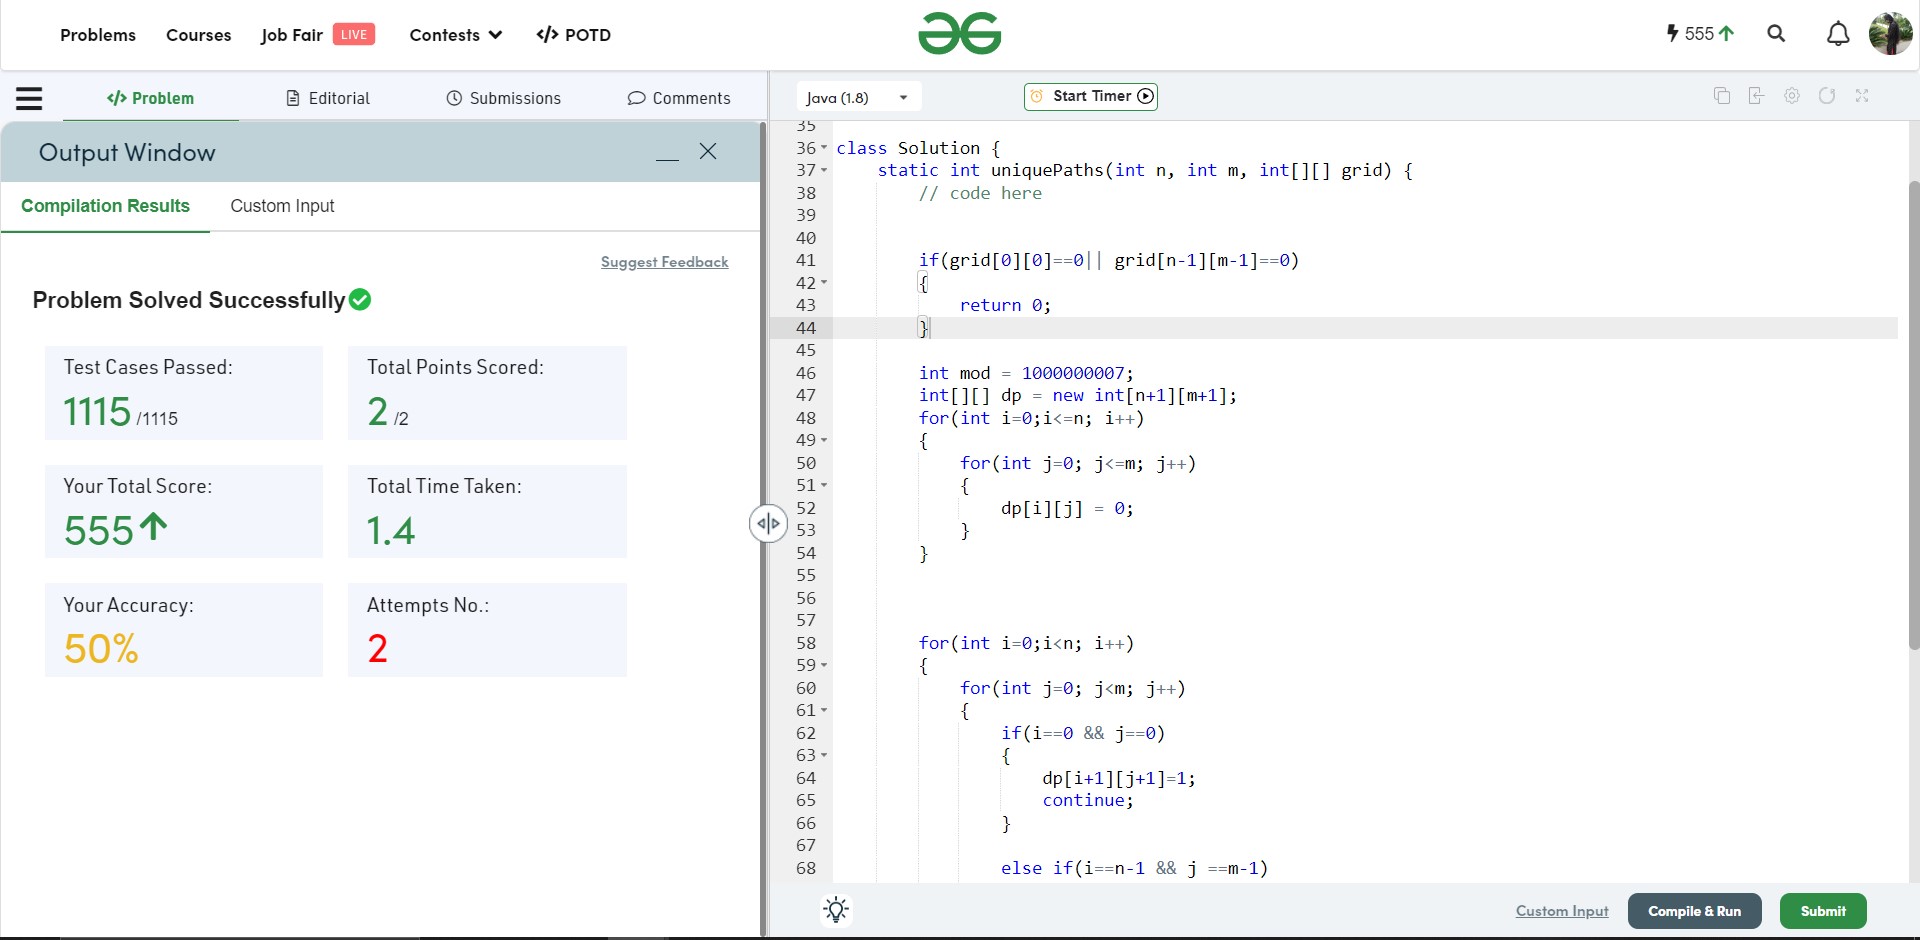 Problems Courses Job Fair LIVE Contests </> POTD
555
</> Problem Editorial Submissions Comments
Output Window
Compilation Results Custom Input
Suggest Feedback
Problem Solved Successfully
Test Cases Passed: Total Points Scored:
1115 /1115 2 /2
Your Total Score: Total Time Taken:
555 1.4
Your Accuracy: Attempts No.:
50% 2
Java (1.8) Start Timer
35
36 class Solution {
37 static int uniquePaths(int n, int m, int[][] grid) {
38 // code here
39
40
41 if(grid[0][0]==0|| grid[n-1][m-1]==0)
42 {
43 return 0;
44 }
45
46 int mod = 1000000007;
47 int[][] dp = new int[n+1][m+1];
48 for(int i=0;i<=n; i++)
49 {
50 for(int j=0; j<=m; j++)
51 {
52 dp[i][j] = 0;
53 }
54 }
55
56
57
58 for(int i=0;i<n; i++)
59 {
60 for(int j=0; j<m; j++)
61 {
62 if(i==0 && j==0)
63 {
64 dp[i+1][j+1]=1;
65 continue;
66 }
67
68 else if(i==n-1 && j ==m-1)
Custom Input Compile & Run Submit